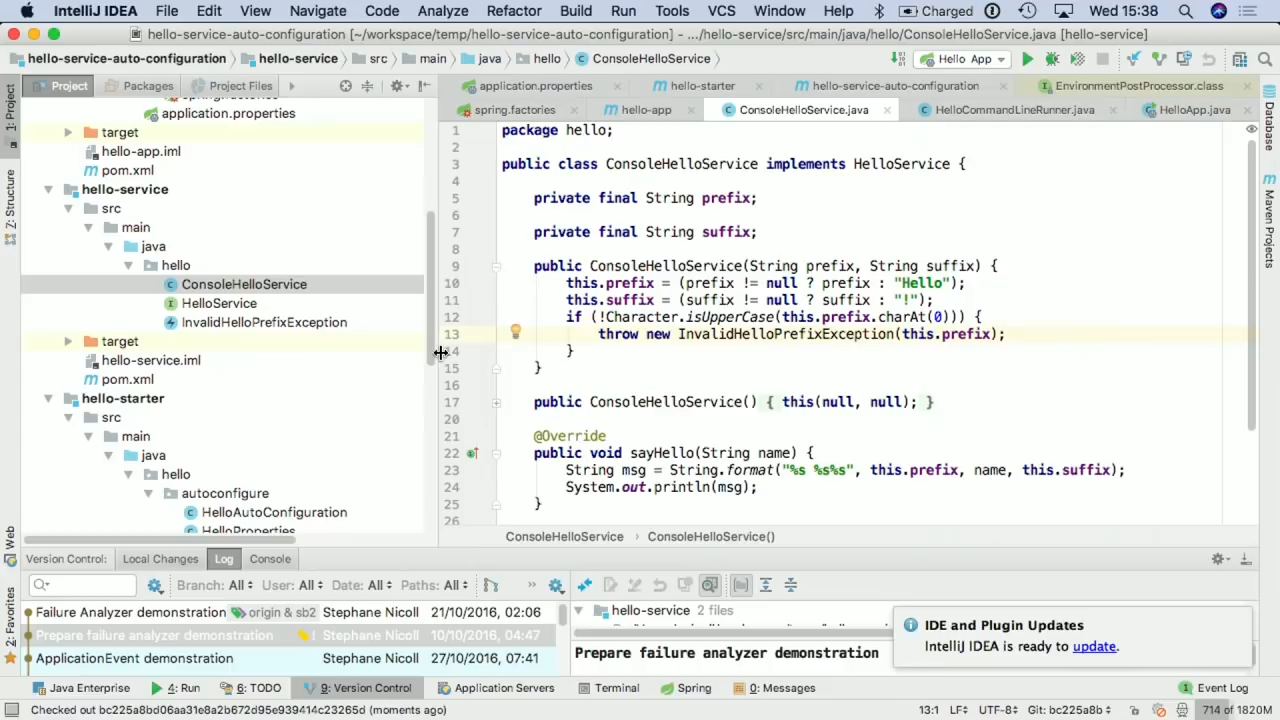 IntelliJ IDEA File Edit View Navigate Code Analyze Refactor Build Run Tools VCS Window Help Charged Wed 15:38
hello-service-auto-configuration [~/workspace/temp/hello-service-auto-configuration] - .../hello-service/src/main/java/hello/ConsoleHelloService.java [hello-service]
hello-service-auto-configuration hello-service src main java hello ConsoleHelloService Hello App
Project Packages Project Files
application.properties hello-starter hello-service-auto-configuration EnvironmentPostProcessor.class
spring.factories hello-app ConsoleHelloService.java HelloCommandLineRunner.java HelloApp.java
1: Project
Z: Structure
Web
2: Favorites
spring.factories
application.properties
target
hello-app.iml
pom.xml
hello-service
src
main
java
hello
ConsoleHelloService
HelloService
InvalidHelloPrefixException
target
hello-service.iml
pom.xml
hello-starter
src
main
java
hello
autoconfigure
HelloAutoConfiguration
HelloProperties
1 package hello;
2
3 public class ConsoleHelloService implements HelloService {
4
5 private final String prefix;
6
7 private final String suffix;
8
9 public ConsoleHelloService(String prefix, String suffix) {
10 this.prefix = (prefix != null ? prefix : "Hello");
11 this.suffix = (suffix != null ? suffix : "!");
12 if (!Character.isUpperCase(this.prefix.charAt(0))) {
13 throw new InvalidHelloPrefixException(this.prefix);
14 }
15 }
16
17 public ConsoleHelloService() { this(null, null); }
20
21 @Override
22 public void sayHello(String name) {
23 String msg = String.format("%s %s%s", this.prefix, name, this.suffix);
24 System.out.println(msg);
25 }
26
ConsoleHelloService › ConsoleHelloService()
Database
Maven Projects
Version Control: Local Changes Log Console
Branch: All User: All Date: All Paths: All »
Failure Analyzer demonstration origin & sb2 Stephane Nicoll 21/10/2016, 02:06
Prepare failure analyzer demonstration ! Stephane Nicoll 10/10/2016, 04:47
ApplicationEvent demonstration Stephane Nicoll 27/10/2016, 07:41
hello-service 2 files
Prepare failure analyzer demonstration
IDE and Plugin Updates
IntelliJ IDEA is ready to update.
Java Enterprise 4: Run 6: TODO 9: Version Control Application Servers Terminal Spring 0: Messages 1 Event Log
Checked out bc225a8bd06aa31e8a2b672d95e939414c23265d (moments ago) 13:1 LF÷ UTF-8÷ Git: bc225a8b 714 of 1820M